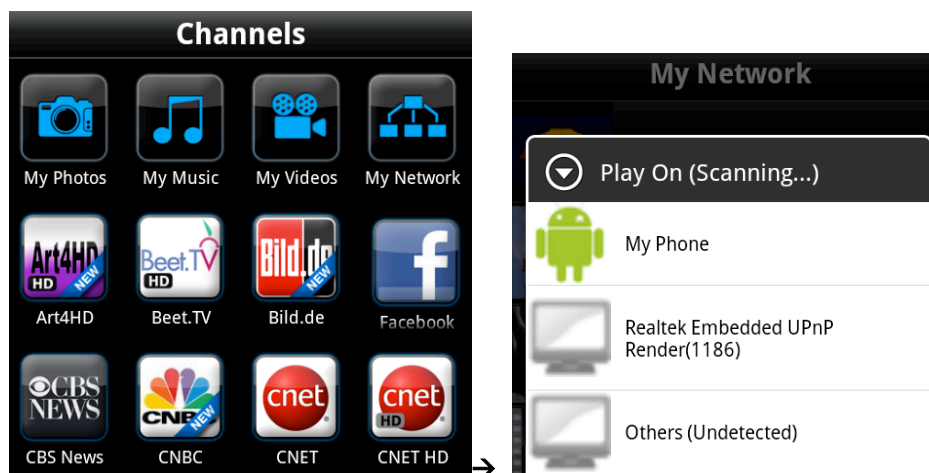 Channels
My Photos
My Music
My Videos
My Network
Art4HD
HD
NEW
Beet.TV
HD
Bild.de
NEW
f
Art4HD
Beet.TV
Bild.de
Facebook
CBS
NEWS
CNBC
NEW
cnet
cnet
HD
CBS News
CNBC
CNET
CNET HD
→
My Network
Play On (Scanning...)
My Phone
Realtek Embedded UPnP
Render(1186)
Others (Undetected)